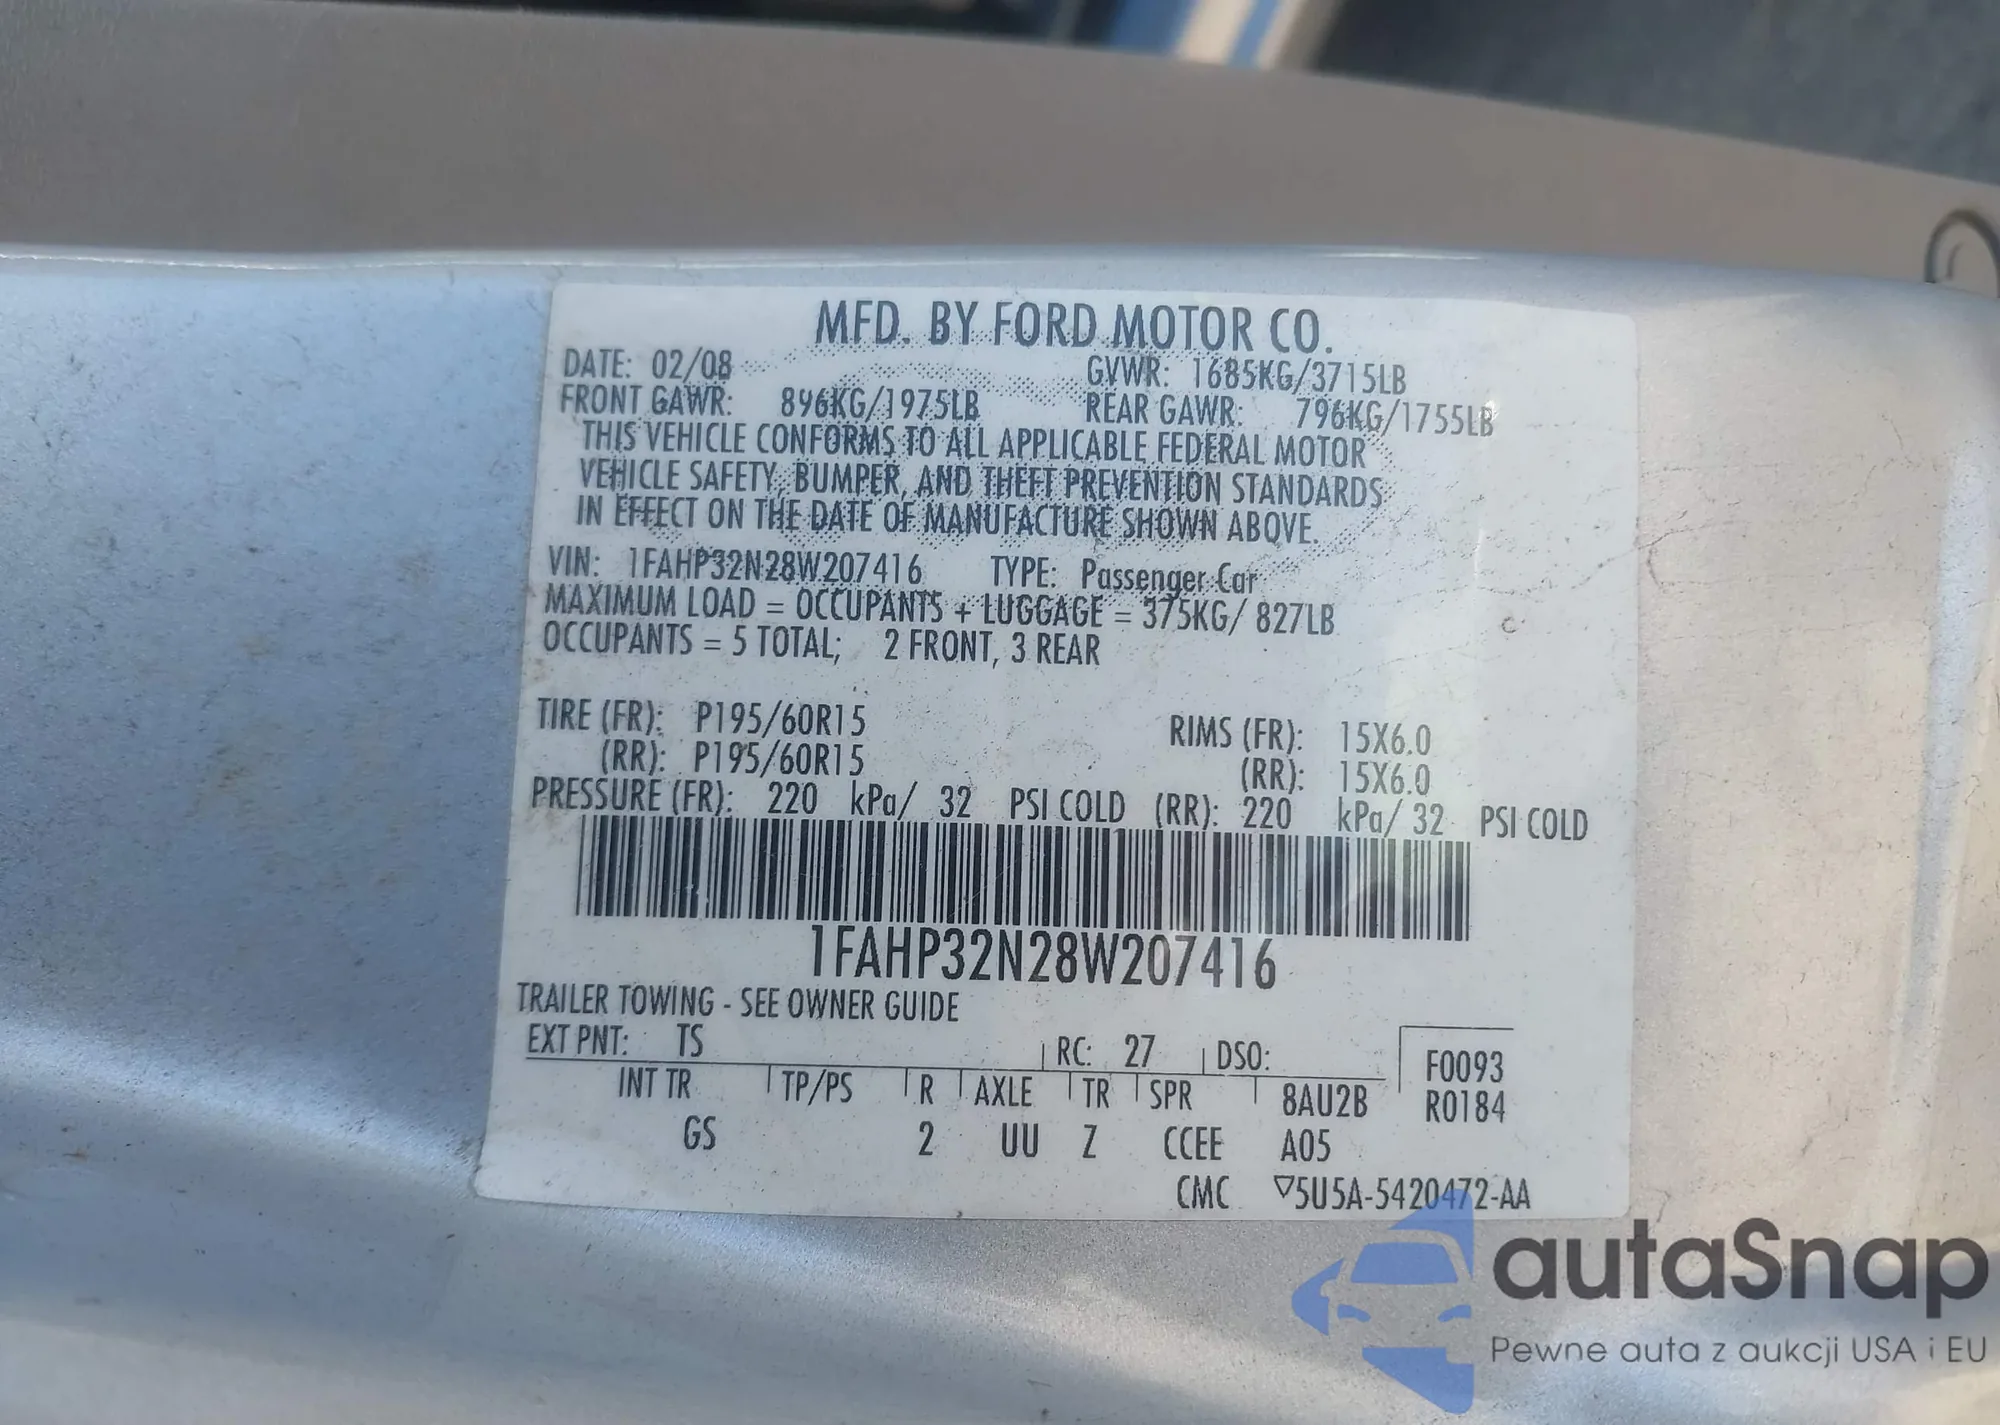 MFD. BY FORD MOTOR CO.
DATE: 02/08 GVWR: 1685KG/3715LB
FRONT GAWR: 896KG/1975LB REAR GAWR: 796KG/1755LB
THIS VEHICLE CONFORMS TO ALL APPLICABLE FEDERAL MOTOR
VEHICLE SAFETY, BUMPER, AND THEFT PREVENTION STANDARDS
IN EFFECT ON THE DATE OF MANUFACTURE SHOWN ABOVE.
VIN: 1FAHP32N28W207416 TYPE: Passenger Car
MAXIMUM LOAD = OCCUPANTS + LUGGAGE = 375KG/ 827LB
OCCUPANTS = 5 TOTAL; 2 FRONT, 3 REAR
TIRE (FR): P195/60R15 RIMS (FR): 15X6.0
(RR): P195/60R15 (RR): 15X6.0
PRESSURE (FR): 220 kPa/ 32 PSI COLD (RR): 220 kPa/ 32 PSI COLD
1FAHP32N28W207416
TRAILER TOWING - SEE OWNER GUIDE
EXT PNT: TS RC: 27 DSO: F0093
INT TR TP/PS R AXLE TR SPR 8AU2B R0184
GS 2 UU Z CCEE A05
CMC ▽5U5A-5420472-AA
autaSnap
Pewne auta z aukcji USA i EU